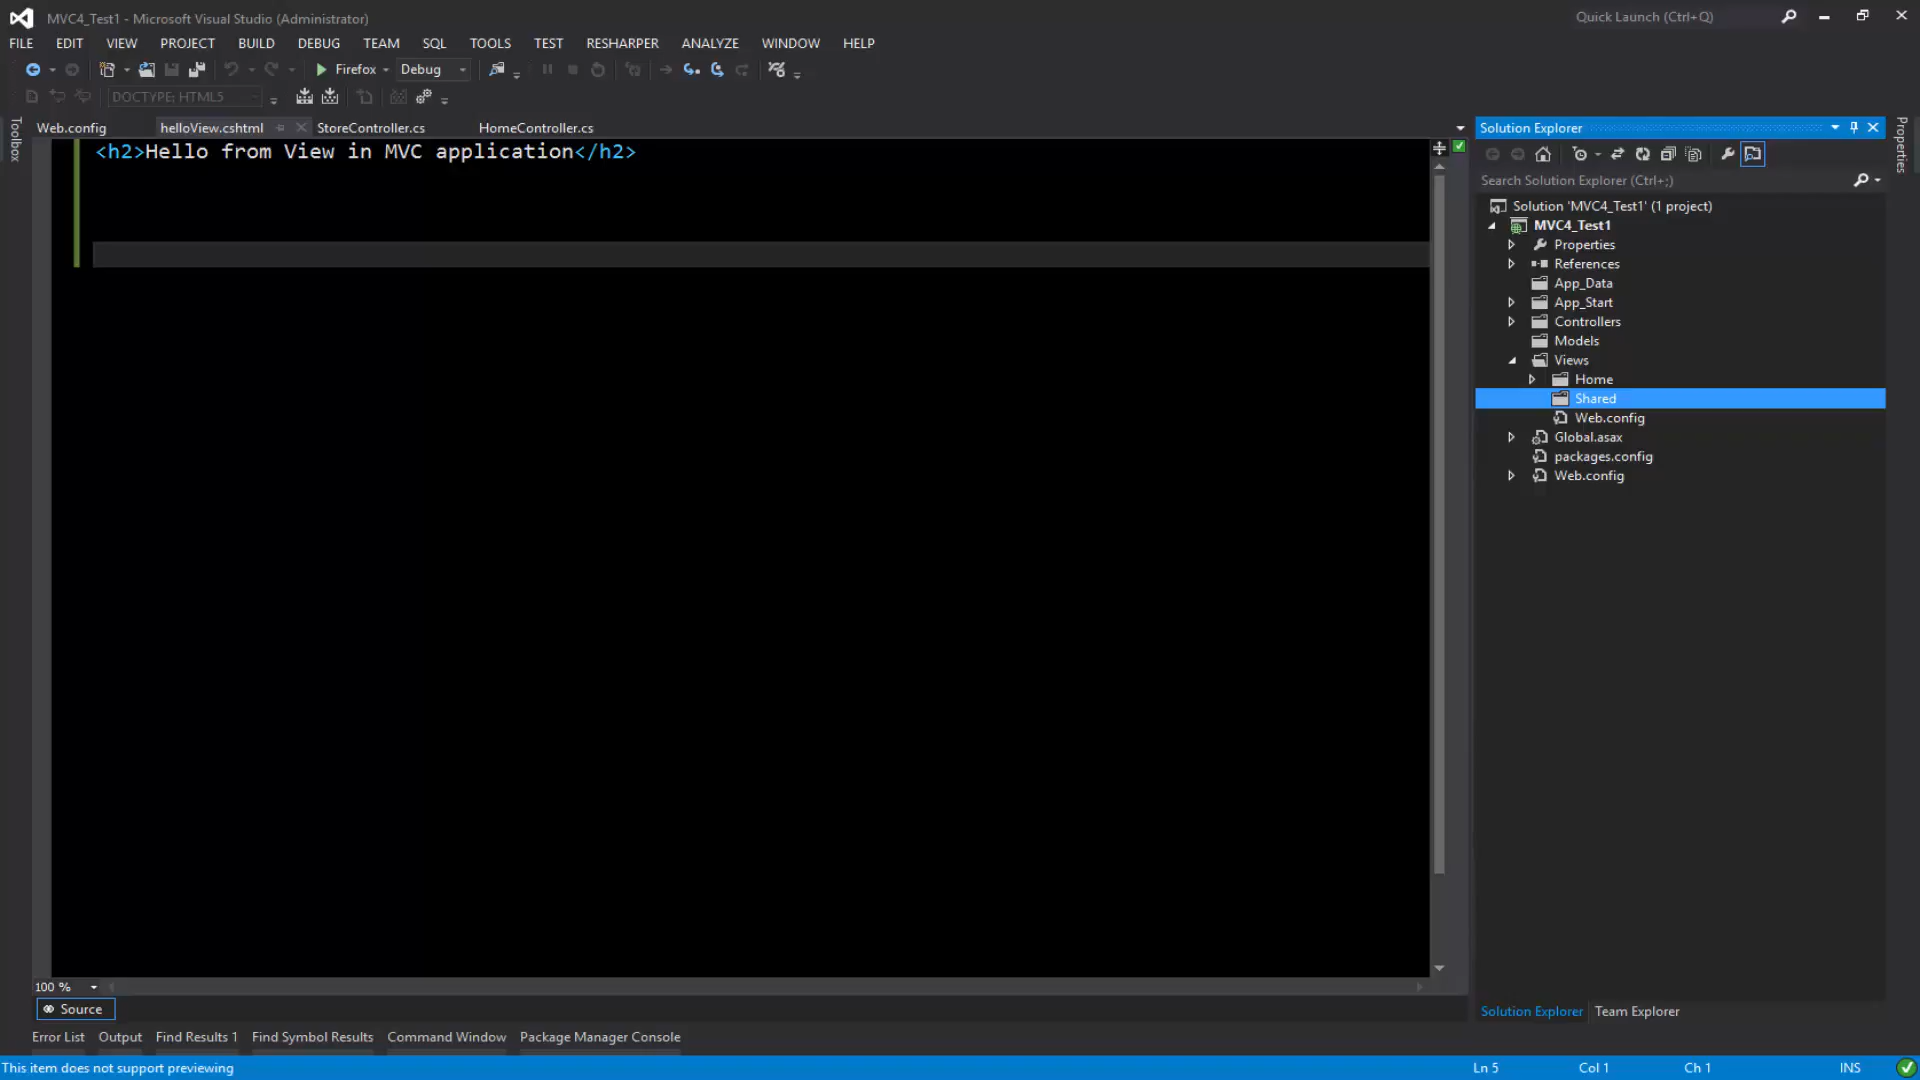 MVC4_Test1 - Microsoft Visual Studio (Administrator)
Quick Launch (Ctrl+Q)
FILE EDIT VIEW PROJECT BUILD DEBUG TEAM SQL TOOLS TEST RESHARPER ANALYZE WINDOW HELP
Firefox Debug
DOCTYPE: HTML5
Toolbox
Web.config helloView.cshtml StoreController.cs HomeController.cs
<h2>Hello from View in MVC application</h2>
100 %
Source
Solution Explorer
Search Solution Explorer (Ctrl+;)
Solution 'MVC4_Test1' (1 project)
MVC4_Test1
Properties
References
App_Data
App_Start
Controllers
Models
Views
Home
Shared
Web.config
Global.asax
packages.config
Web.config
Solution Explorer Team Explorer
Properties
Error List Output Find Results 1 Find Symbol Results Command Window Package Manager Console
This item does not support previewing Ln 5 Col 1 Ch 1 INS